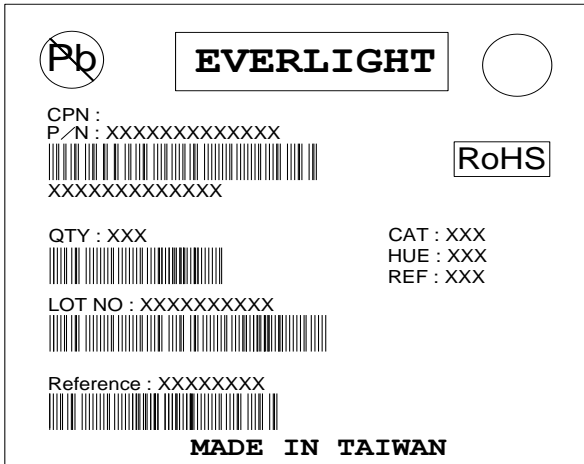 Pb
EVERLIGHT
CPN :
P／N : XXXXXXXXXXXXX
RoHS
XXXXXXXXXXXXX
QTY : XXX
CAT : XXX
HUE : XXX
REF : XXX
LOT NO : XXXXXXXXXX
Reference : XXXXXXXX
MADE IN TAIWAN